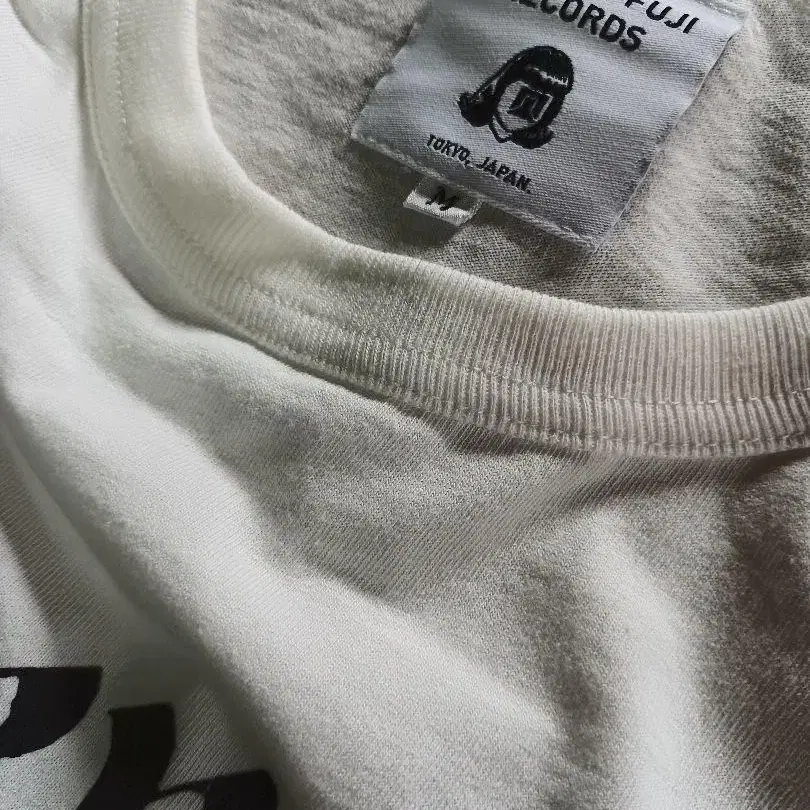 FUJI
RECORDS
TOKYO, JAPAN.
M